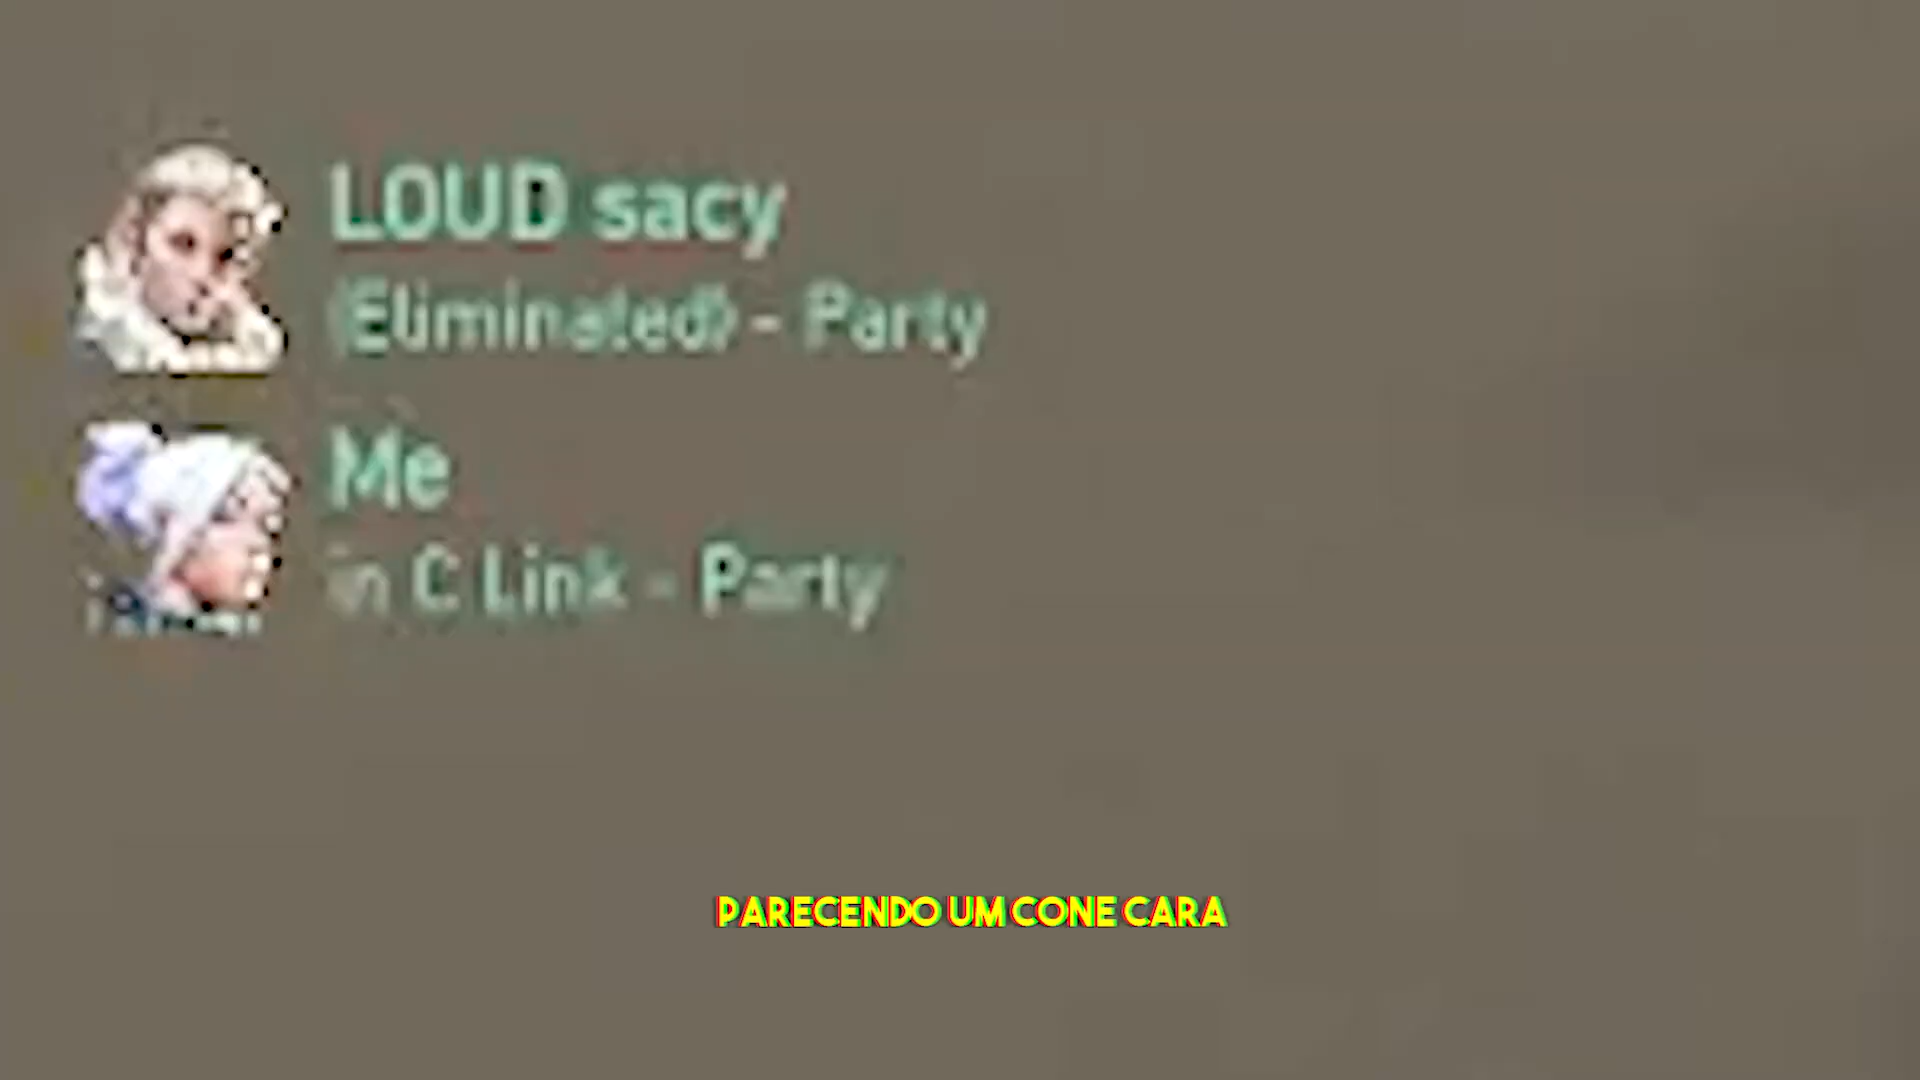 LOUD sacy
(Eliminated) - Party
Me
in C Link - Party
PARECENDO UM CONE CARA